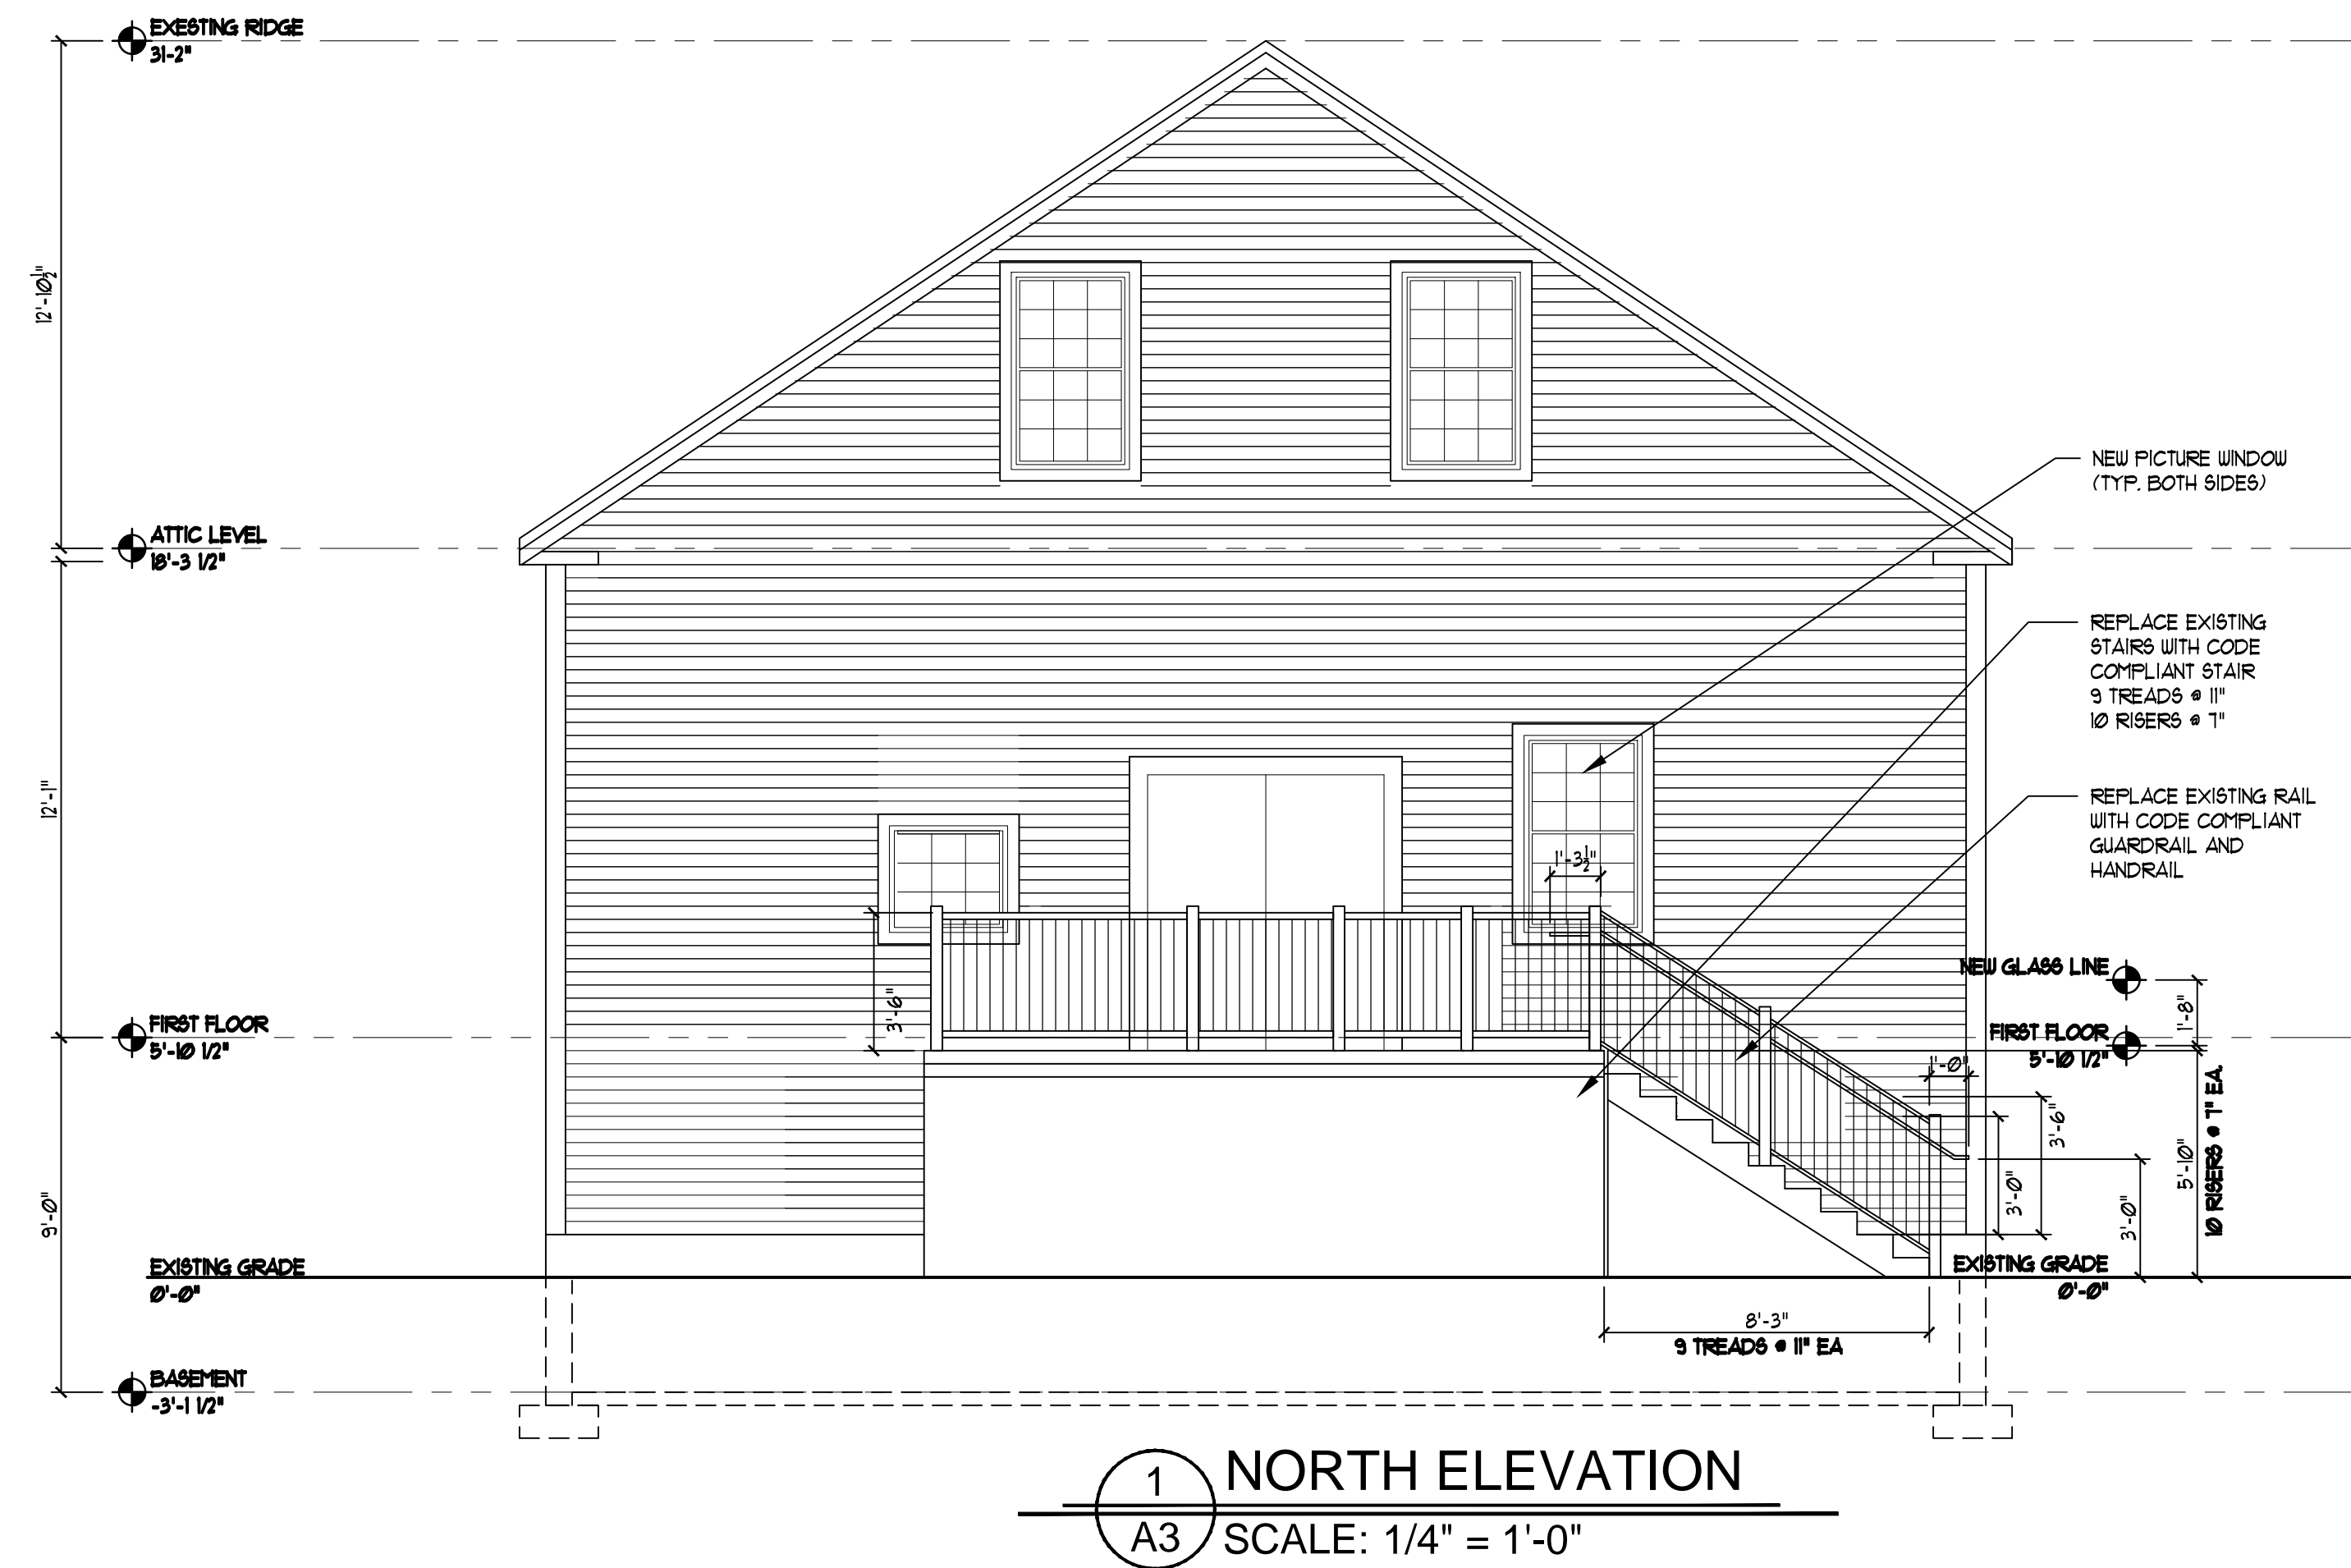 EXESTING RIDGE
31-2"
12'-10½"
ATTIC LEVEL
18'-3 1/2"
12'-1"
FIRST FLOOR
5'-10 1/2"
9'-0"
EXISTING GRADE
0'-0"
BASEMENT
-3'-1 1/2"
3'-6"
1'-3½"
NEW PICTURE WINDOW
(TYP. BOTH SIDES)
REPLACE EXISTING
STAIRS WITH CODE
COMPLIANT STAIR
9 TREADS @ 11"
10 RISERS @ 7"
REPLACE EXISTING RAIL
WITH CODE COMPLIANT
GUARDRAIL AND
HANDRAIL
NEW GLASS LINE
1'-8"
FIRST FLOOR
5'-10 1/2"
1'-0"
3'-6"
3'-0"
3'-0"
5'-10"
10 RISERS @ 7" EA.
EXISTING GRADE
0'-0"
8'-3"
9 TREADS @ 11" EA
1
A3
NORTH ELEVATION
SCALE: 1/4" = 1'-0"